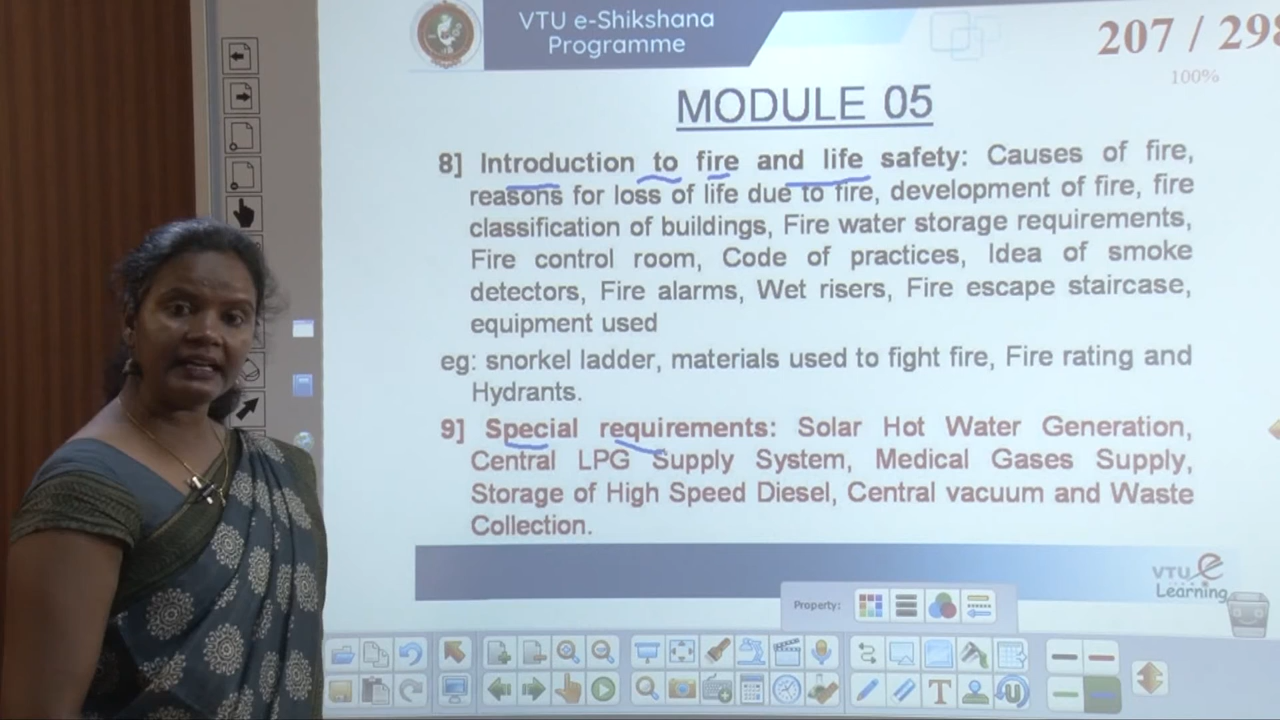 VTU e-Shikshana
Programme
207 / 298
100%
MODULE 05
8] Introduction to fire and life safety: Causes of fire,
reasons for loss of life due to fire, development of fire, fire
classification of buildings, Fire water storage requirements,
Fire control room, Code of practices, Idea of smoke
detectors, Fire alarms, Wet risers, Fire escape staircase,
equipment used
eg: snorkel ladder, materials used to fight fire, Fire rating and
Hydrants.
9] Special requirements: Solar Hot Water Generation,
Central LPG Supply System, Medical Gases Supply,
Storage of High Speed Diesel, Central vacuum and Waste
Collection.
VTU e
Learning
Property: